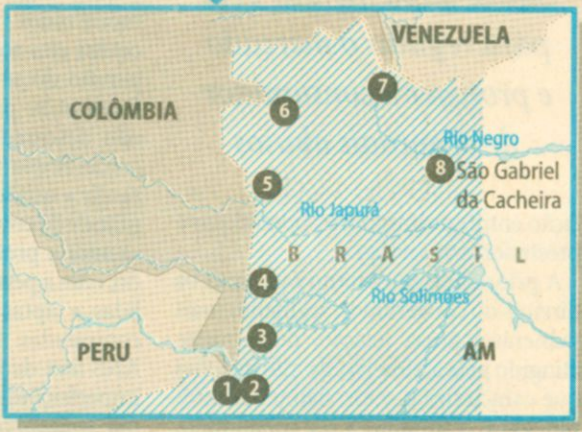 VENEZUELA
COLÔMBIA
7
6
Rio Negro
8 São Gabriel
da Cacheira
5
Rio Japurá
B R A S I L
4
Rio Solimões
3
PERU
AM
1 2